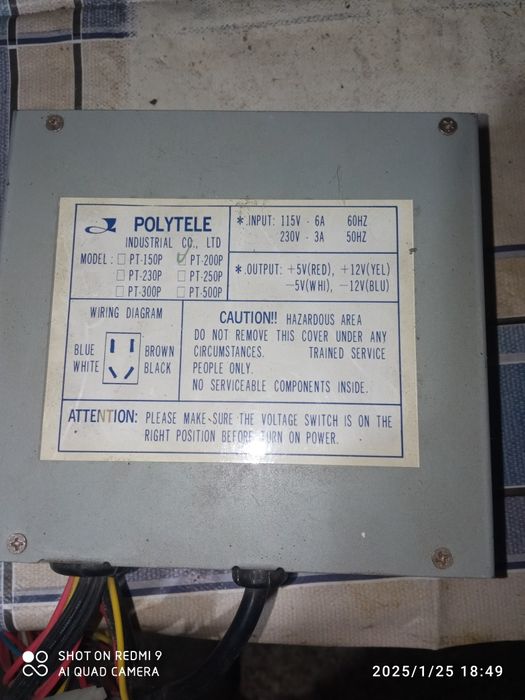 POLYTELE
INDUSTRIAL CO., LTD
MODEL: PT-150P PT-200P
PT-230P PT-250P
PT-300P PT-500P
*.INPUT: 115V - 6A 60HZ
230V - 3A 50HZ
*.OUTPUT: +5V(RED), +12V(YEL)
-5V(WHI), -12V(BLU)
WIRING DIAGRAM
BLUE BROWN
WHITE BLACK
CAUTION!! HAZARDOUS AREA
DO NOT REMOVE THIS COVER UNDER ANY
CIRCUMSTANCES. TRAINED SERVICE
PEOPLE ONLY.
NO SERVICEABLE COMPONENTS INSIDE.
ATTENTION: PLEASE MAKE SURE THE VOLTAGE SWITCH IS ON THE
RIGHT POSITION BEFORE TURN ON POWER.
SHOT ON REDMI 9
AI QUAD CAMERA
2025/1/25 18:49